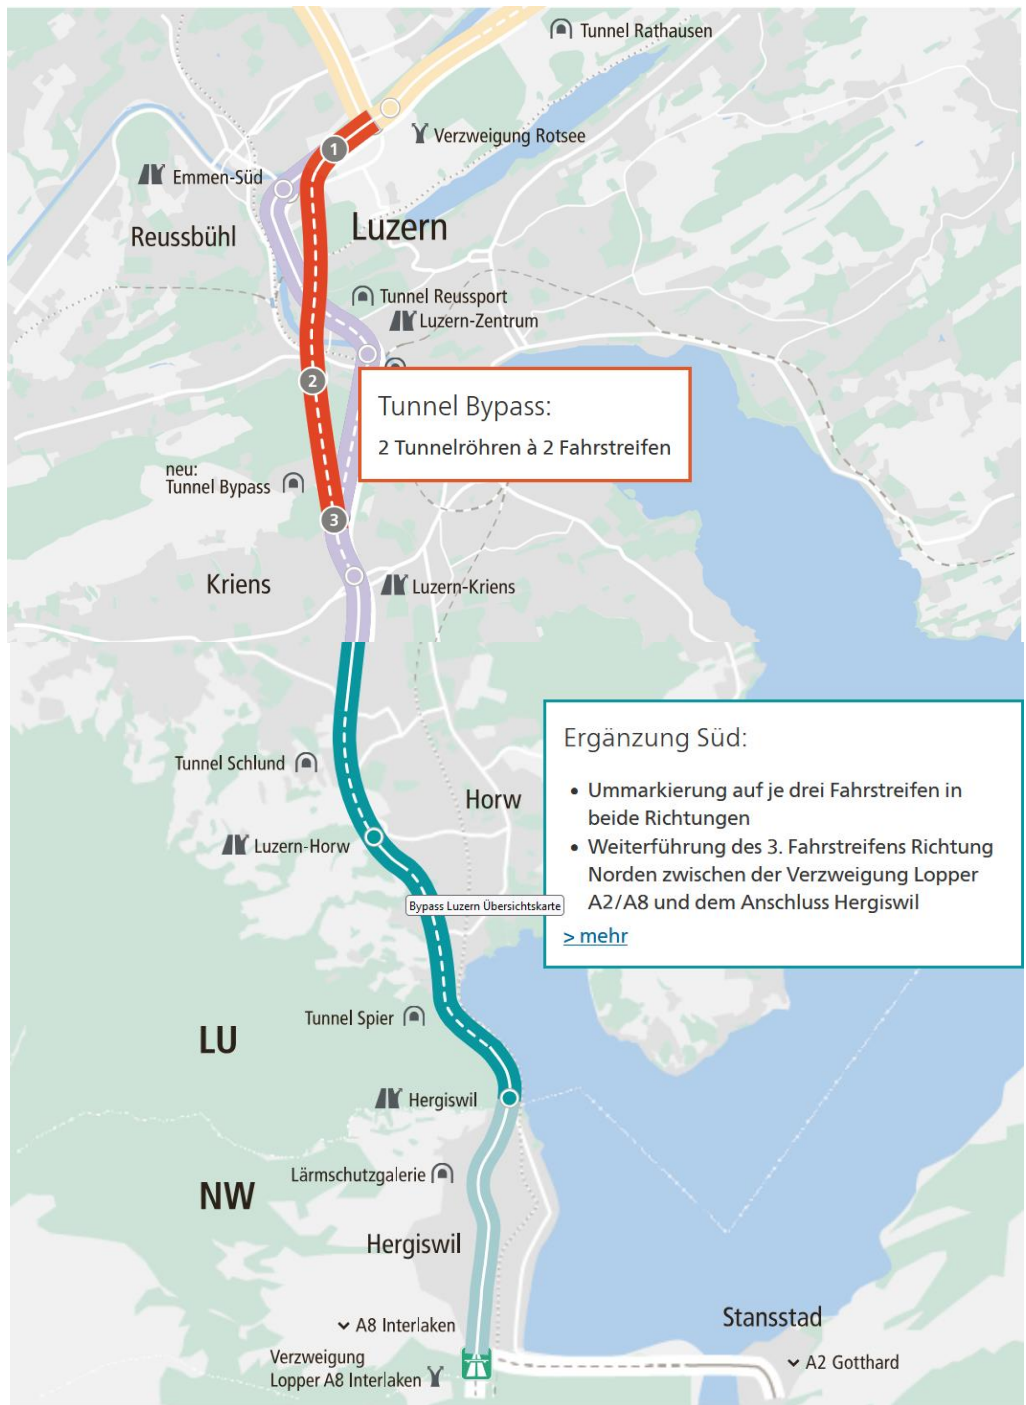 Tunnel Rathausen
Verzweigung Rotsee
1
Emmen-Süd
Luzern
Reussbühl
Tunnel Reussport
Luzern-Zentrum
2
Tunnel Bypass:
2 Tunnelröhren à 2 Fahrstreifen
neu:
Tunnel Bypass
3
Kriens
Luzern-Kriens
Ergänzung Süd:
Tunnel Schlund
• Ummarkierung auf je drei Fahrstreifen in
beide Richtungen
Horw
Luzern-Horw
• Weiterführung des 3. Fahrstreifens Richtung
Norden zwischen der Verzweigung Lopper
A2/A8 und dem Anschluss Hergiswil
Bypass Luzern Übersichtskarte
> mehr
Tunnel Spier
LU
Hergiswil
Lärmschutzgalerie
NW
Hergiswil
Stansstad
A8 Interlaken
Verzweigung
Lopper A8 Interlaken
A2 Gotthard